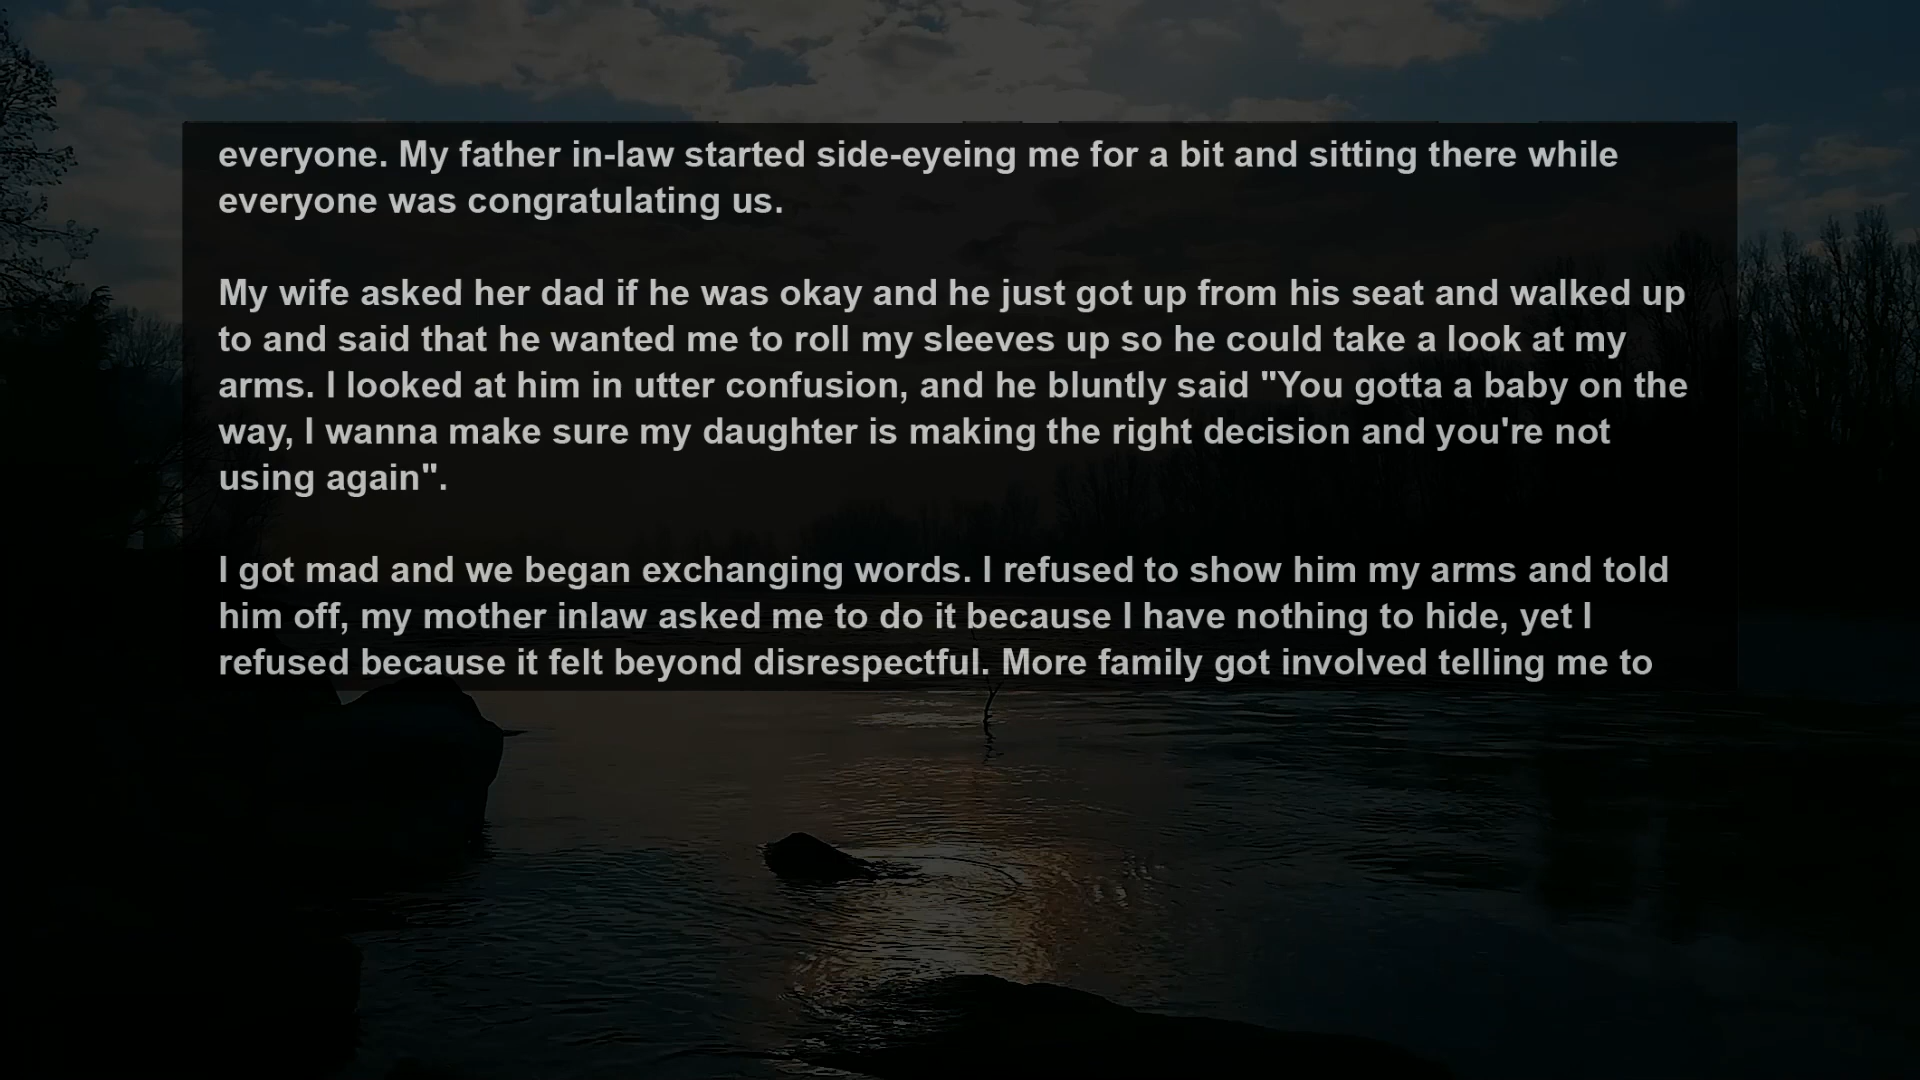 everyone. My father in-law started side-eyeing me for a bit and sitting there while
everyone was congratulating us.
My wife asked her dad if he was okay and he just got up from his seat and walked up
to and said that he wanted me to roll my sleeves up so he could take a look at my
arms. I looked at him in utter confusion, and he bluntly said "You gotta a baby on the
way, I wanna make sure my daughter is making the right decision and you're not
using again".
I got mad and we began exchanging words. I refused to show him my arms and told
him off, my mother inlaw asked me to do it because I have nothing to hide, yet I
refused because it felt beyond disrespectful. More family got involved telling me to